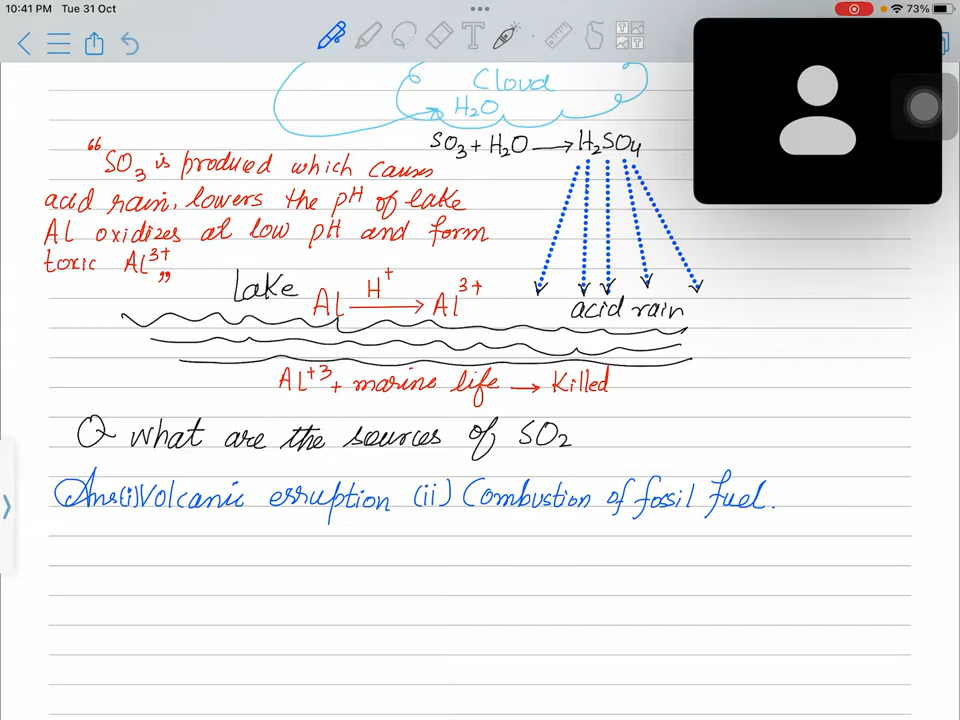 10:41 PM Tue 31 Oct
73%
T
Cloud
H₂O
SO₃ + H₂O → H₂SO₄
“SO₃ is produced which causes
acid rain, lowers the pH of lake
Al oxidizes at low pH and form
toxic Al³⁺”
Lake
Al H⁺→ Al³⁺
acid rain
Al⁺³ + marine life → Killed
Q what are the sources of SO₂
Ans(i) Volcanic erruption (ii) Combustion of fossil fuel.